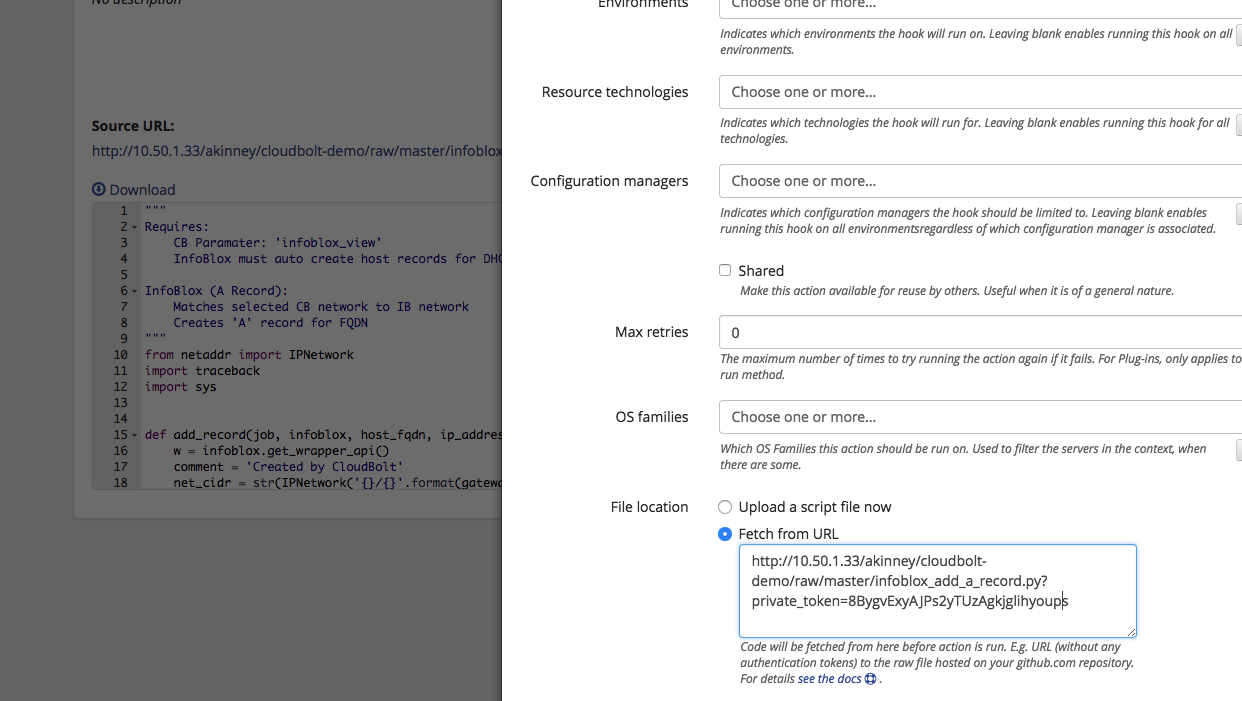 No description
Source URL:
http://10.50.1.33/akinney/cloudbolt-demo/raw/master/infoblox
Download
1 """
2 Requires:
3 CB Paramater: 'infoblox_view'
4 InfoBlox must auto create host records for DHC
5
6 InfoBlox (A Record):
7 Matches selected CB network to IB network
8 Creates 'A' record for FQDN
9 """
10 from netaddr import IPNetwork
11 import traceback
12 import sys
13
14
15 def add_record(job, infoblox, host_fqdn, ip_addres
16 w = infoblox.get_wrapper_api()
17 comment = 'Created by CloudBolt'
18 net_cidr = str(IPNetwork('{}/{}'.format(gatewa
Environments
Choose one or more...
Indicates which environments the hook will run on. Leaving blank enables running this hook on all
environments.
Resource technologies
Choose one or more...
Indicates which technologies the hook will run for. Leaving blank enables running this hook for all
technologies.
Configuration managers
Choose one or more...
Indicates which configuration managers the hook should be limited to. Leaving blank enables
running this hook on all environmentsregardless of which configuration manager is associated.
Shared
Make this action available for reuse by others. Useful when it is of a general nature.
Max retries
0
The maximum number of times to try running the action again if it fails. For Plug-ins, only applies to
run method.
OS families
Choose one or more...
Which OS Families this action should be run on. Used to filter the servers in the context, when
there are some.
File location
Upload a script file now
Fetch from URL
http://10.50.1.33/akinney/cloudbolt-
demo/raw/master/infoblox_add_a_record.py?
private_token=8BygvExyAJPs2yTUzAgkjglihyoups
Code will be fetched from here before action is run. E.g. URL (without any
authentication tokens) to the raw file hosted on your github.com repository.
For details see the docs .